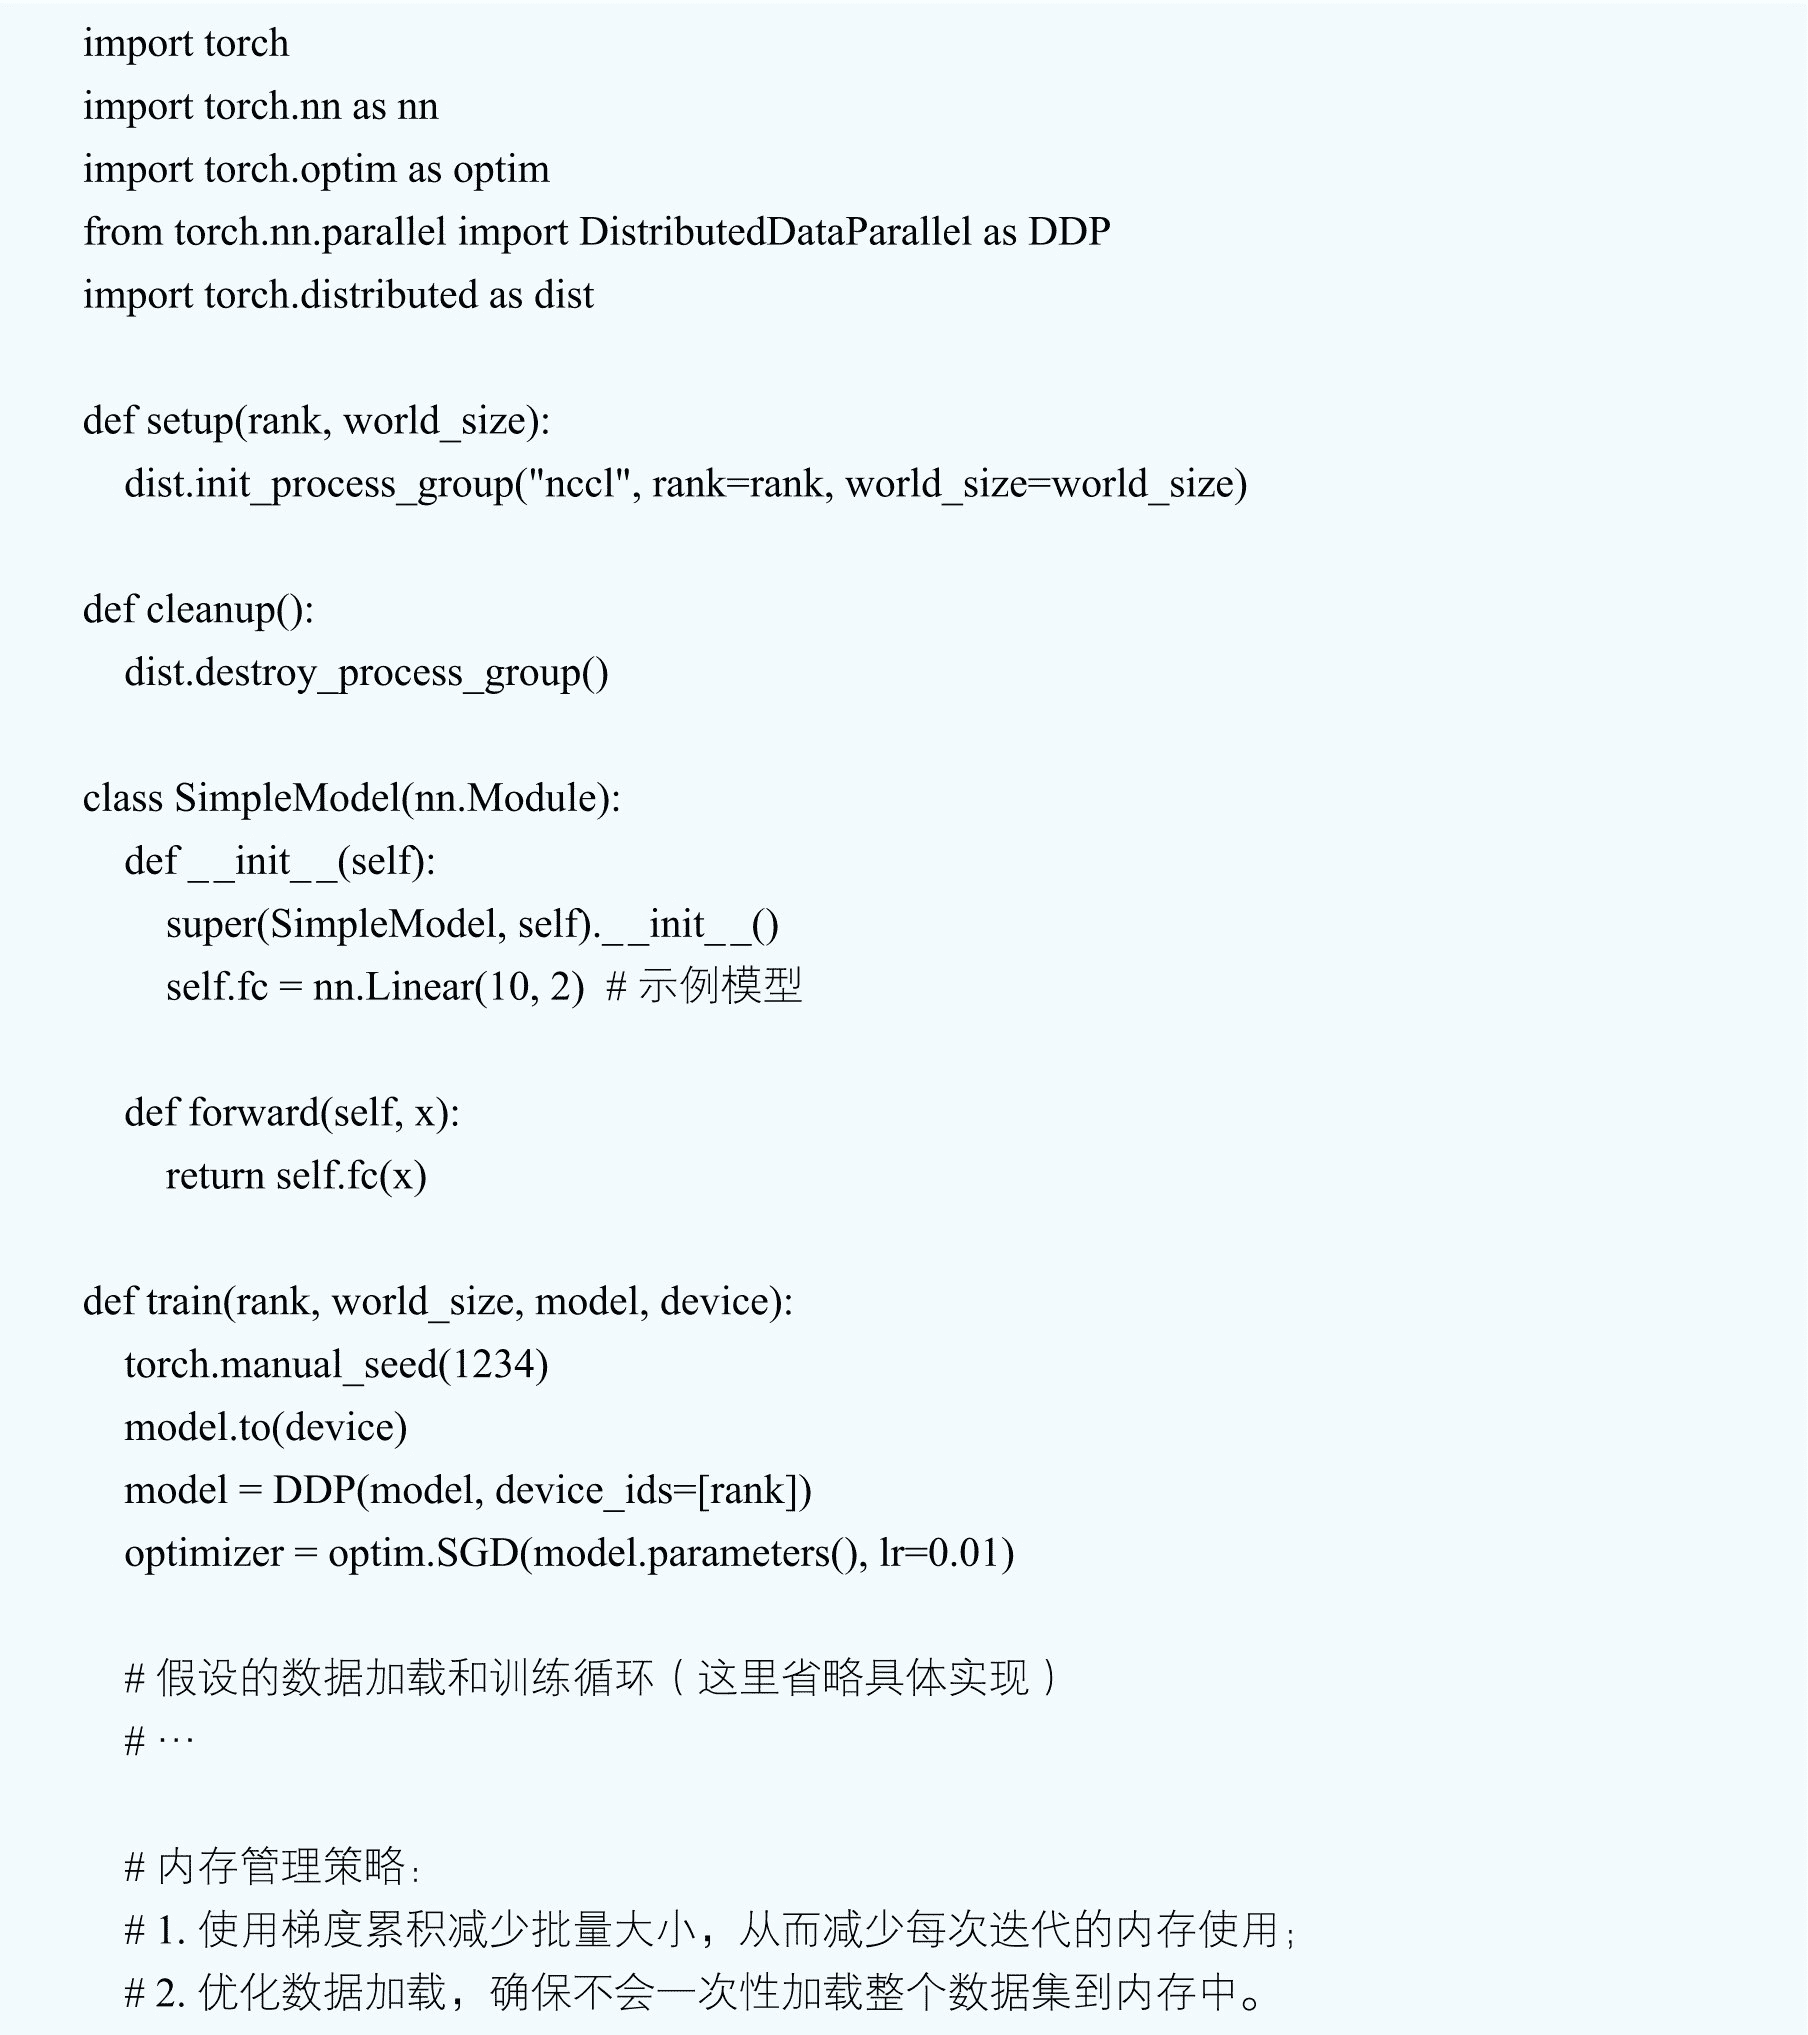 import torch
import torch.nn as nn
import torch.optim as optim
from torch.nn.parallel import DistributedDataParallel as DDP
import torch.distributed as dist
def setup(rank, world_size):
dist.init_process_group("nccl", rank=rank, world_size=world_size)
def cleanup():
dist.destroy_process_group()
class SimpleModel(nn.Module):
def __init__(self):
super(SimpleModel, self).__init__()
self.fc = nn.Linear(10, 2)  # 示例模型
def forward(self, x):
return self.fc(x)
def train(rank, world_size, model, device):
torch.manual_seed(1234)
model.to(device)
model = DDP(model, device_ids=[rank])
optimizer = optim.SGD(model.parameters(), lr=0.01)
# 假设的数据加载和训练循环（这里省略具体实现）
# …
# 内存管理策略：
# 1. 使用梯度累积减少批量大小，从而减少每次迭代的内存使用；
# 2. 优化数据加载，确保不会一次性加载整个数据集到内存中。